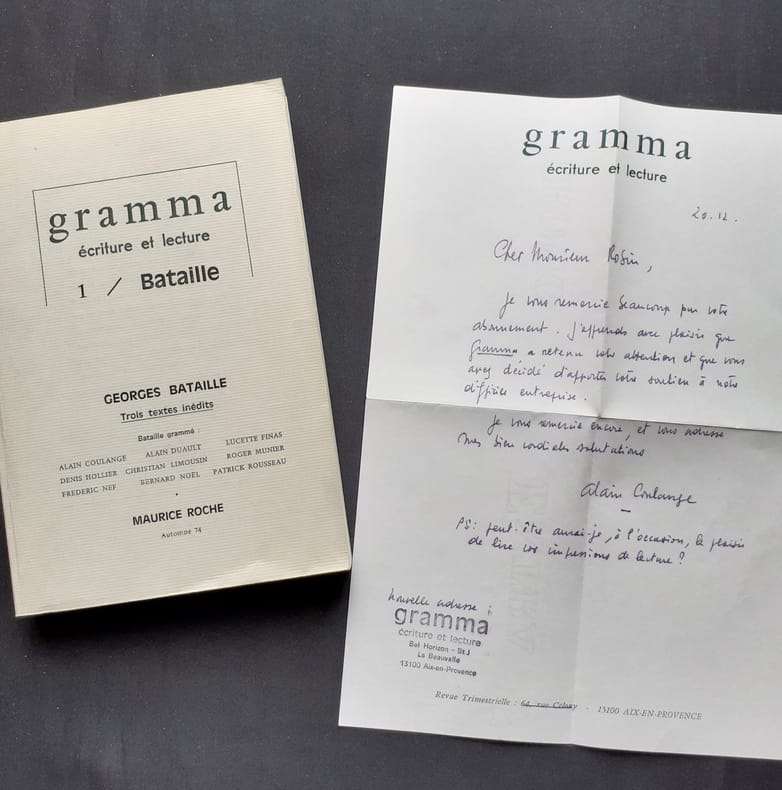 gramma
écriture et lecture
1 / Bataille
GEORGES BATAILLE
Trois textes inédits
Bataille grammé :
ALAIN COULANGE ALAIN DUAULT LUCETTE FINAS
DENIS HOLLIER CHRISTIAN LIMOUSIN ROGER MUNIER
FREDERIC NEF BERNARD NOËL PATRICK ROUSSEAU
MAURICE ROCHE
Automne 74
gramma
écriture et lecture
20.12.
Cher Monsieur Robin,
Je vous remercie beaucoup pour votre
abonnement. J'apprends avec plaisir que
Gramma a retenu votre attention et que vous
avez décidé d'apporter votre soutien à notre
difficile entreprise.
Je vous remercie encore, et vous adresse
mes bien cordiales salutations
Alain Coulange
PS: peut-être aurai-je, à l'occasion, le plaisir
de lire vos impressions de lecture ?
Nouvelle adresse :
gramma
écriture et lecture
Bel Horizon - Bt J
La Beauvalle
13100 Aix-en-Provence
Revue Trimestrielle : 64, rue Celony - 13100 AIX-EN-PROVENCE